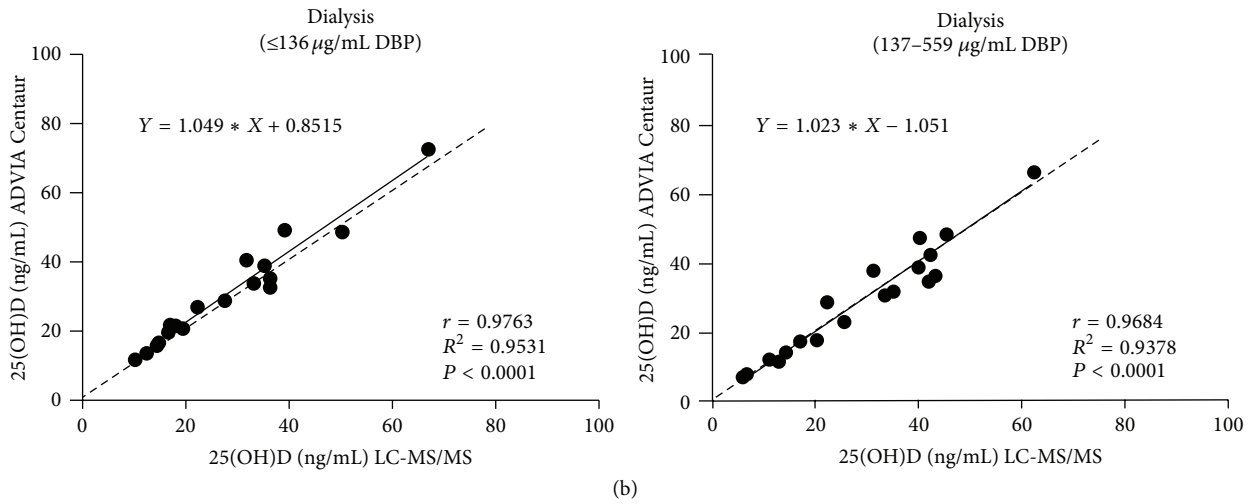 Dialysis
(≤136 μg/mL DBP)
25(OH)D (ng/mL) ADVIA Centaur
100
80
60
40
20
0
Y = 1.049 ∗ X + 0.8515
r = 0.9763
R² = 0.9531
P < 0.0001
0 20 40 60 80 100
25(OH)D (ng/mL) LC-MS/MS
Dialysis
(137–559 μg/mL DBP)
25(OH)D (ng/mL) ADVIA Centaur
100
80
60
40
20
0
Y = 1.023 ∗ X − 1.051
r = 0.9684
R² = 0.9378
P < 0.0001
0 20 40 60 80 100
25(OH)D (ng/mL) LC-MS/MS
(b)